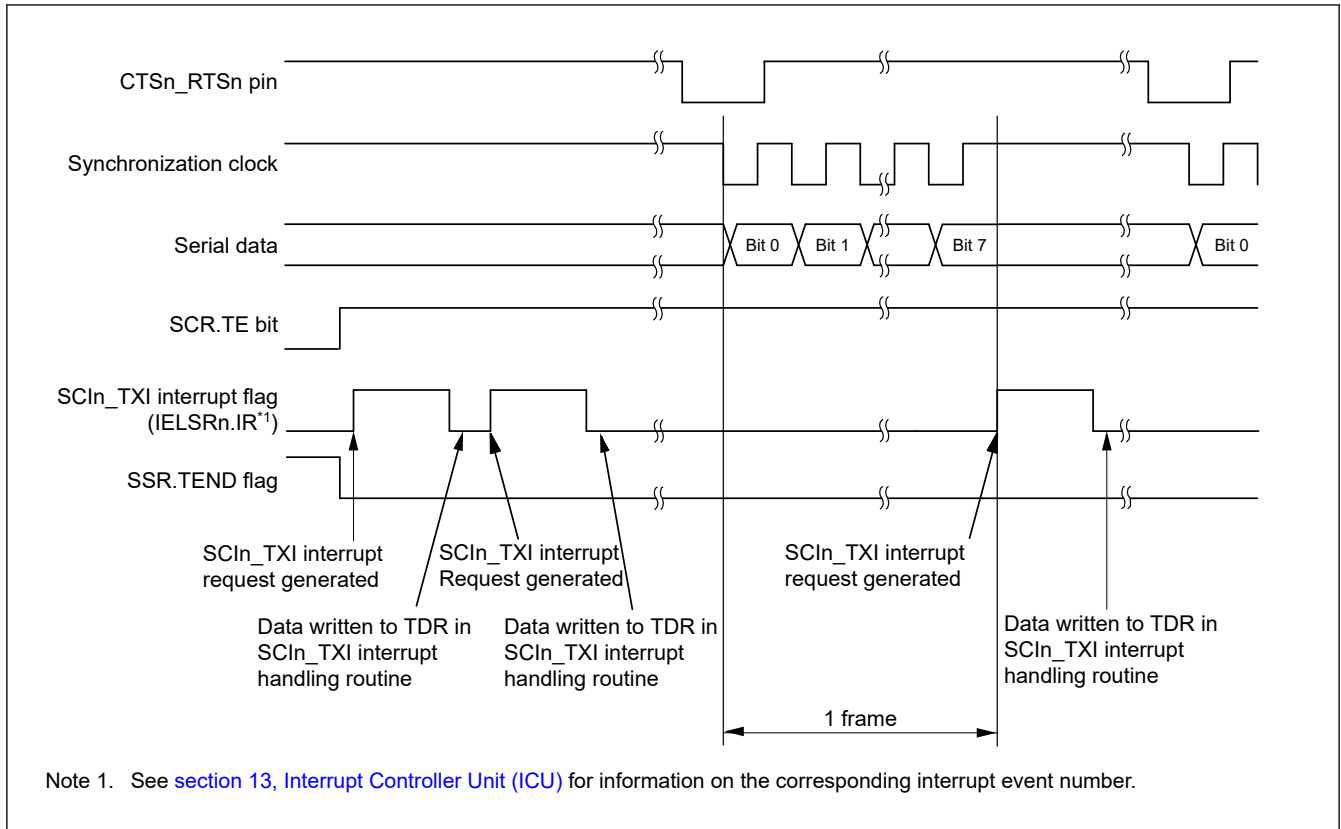 CTSn_RTSn pin
Synchronization clock
Serial data
Bit 0
Bit 1
Bit 7
Bit 0
SCR.TE bit
SCIn_TXI interrupt flag
(IELSRn.IR*1)
SSR.TEND flag
SCIn_TXI interrupt
request generated
SCIn_TXI interrupt
Request generated
SCIn_TXI interrupt
request generated
Data written to TDR in
SCIn_TXI interrupt
handling routine
Data written to TDR in
SCIn_TXI interrupt
handling routine
Data written to TDR in
SCIn_TXI interrupt
handling routine
1 frame
Note 1. See section 13, Interrupt Controller Unit (ICU) for information on the corresponding interrupt event number.